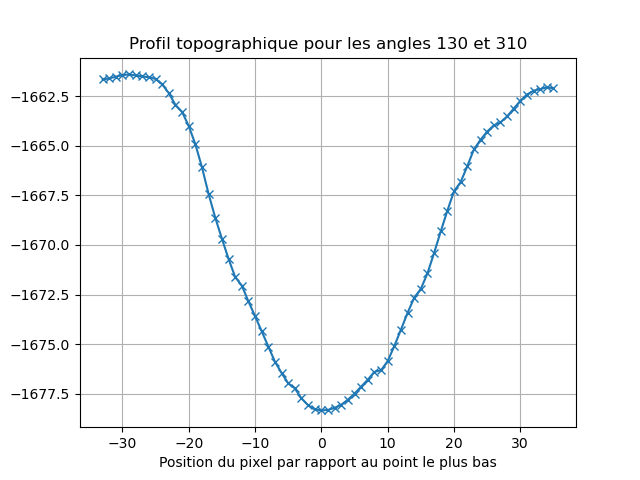 Profil topographique pour les angles 130 et 310
−1662.5
−1665.0
−1667.5
−1670.0
−1672.5
−1675.0
−1677.5
−30 −20 −10 0 10 20 30
Position du pixel par rapport au point le plus bas